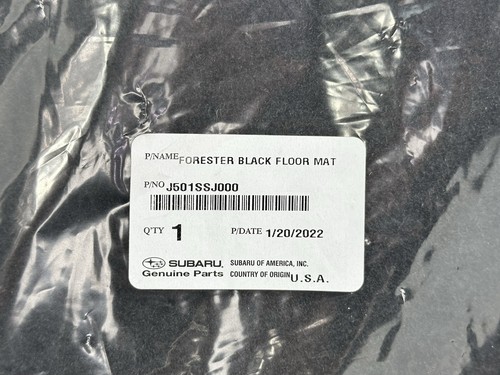 P/NAME FORESTER BLACK FLOOR MAT
P/NO J501SSJ000
Q'TY 1 P/DATE 1/20/2022
SUBARU. SUBARU OF AMERICA, INC.
Genuine Parts COUNTRY OF ORIGIN U.S.A.